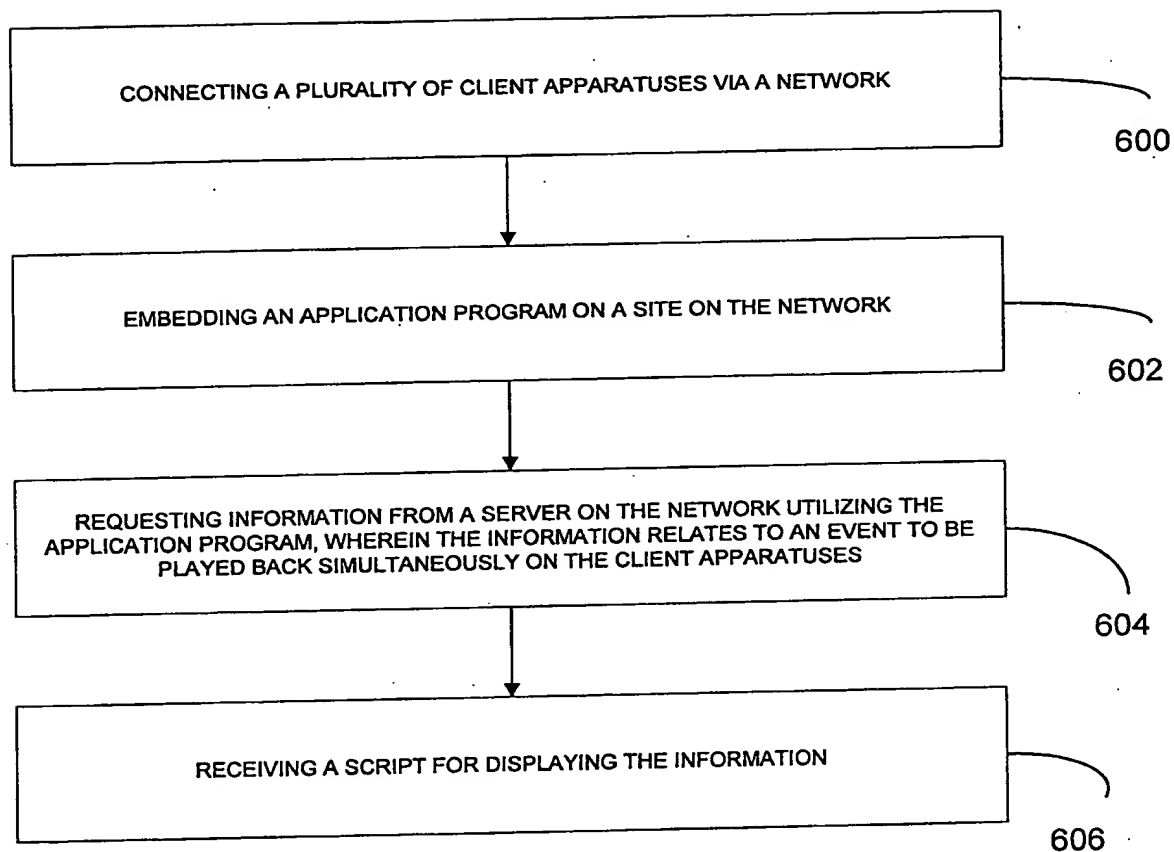 CONNECTING A PLURALITY OF CLIENT APPARATUSES VIA A NETWORK
600
EMBEDDING AN APPLICATION PROGRAM ON A SITE ON THE NETWORK
602
REQUESTING INFORMATION FROM A SERVER ON THE NETWORK UTILIZING THE
APPLICATION PROGRAM, WHEREIN THE INFORMATION RELATES TO AN EVENT TO BE
PLAYED BACK SIMULTANEOUSLY ON THE CLIENT APPARATUSES
604
RECEIVING A SCRIPT FOR DISPLAYING THE INFORMATION
606